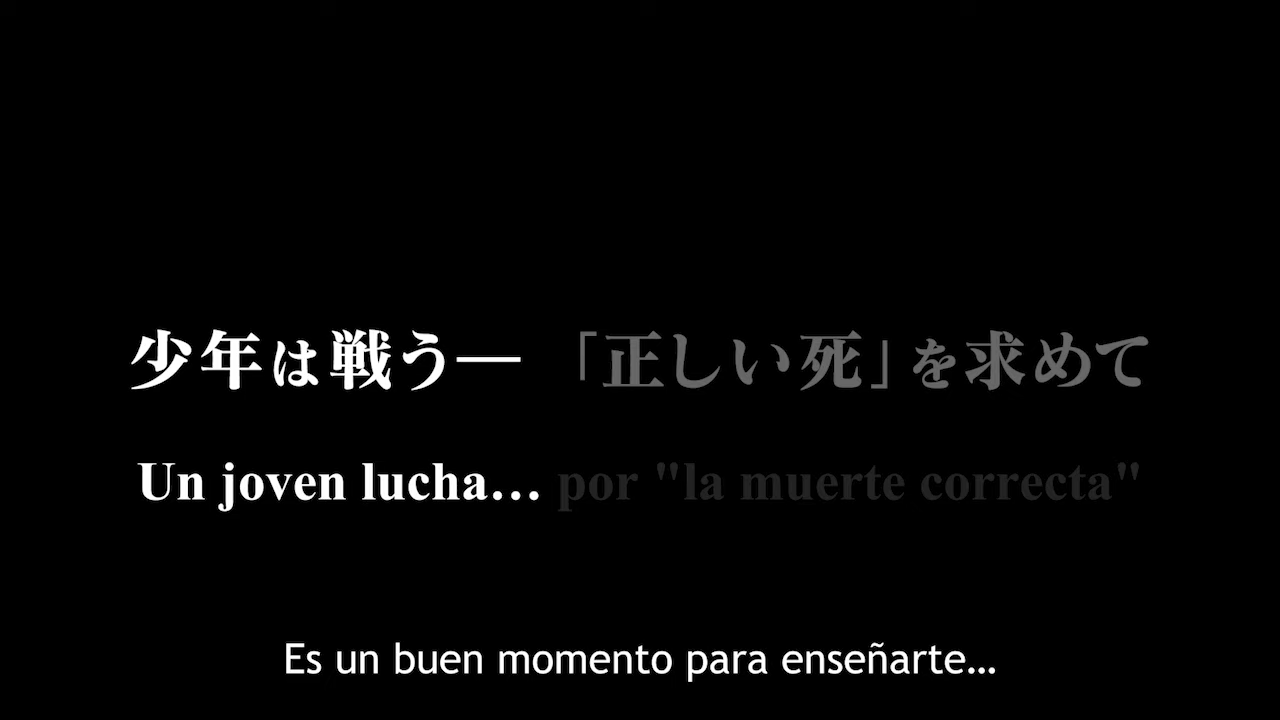 少年は戦う―「正しい死」を求めて
Un joven lucha... por "la muerte correcta"
Es un buen momento para enseñarte...